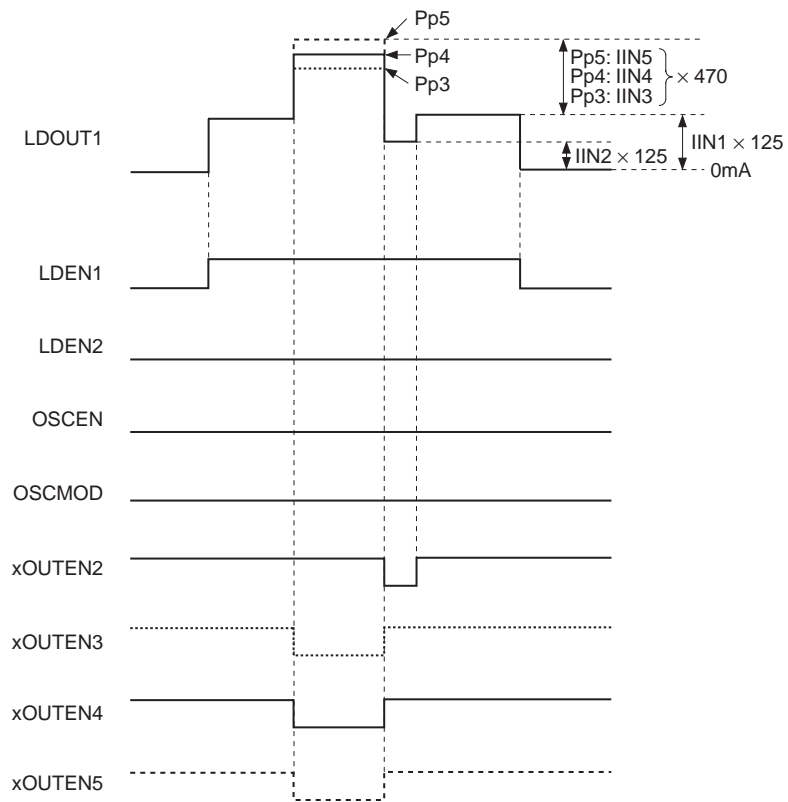 Pp5
Pp4
Pp3
Pp5: IIN5
Pp4: IIN4
Pp3: IIN3
× 470
LDOUT1
IIN2 × 125
IIN1 × 125
0mA
LDEN1
LDEN2
OSCEN
OSCMOD
xOUTEN2
xOUTEN3
xOUTEN4
xOUTEN5